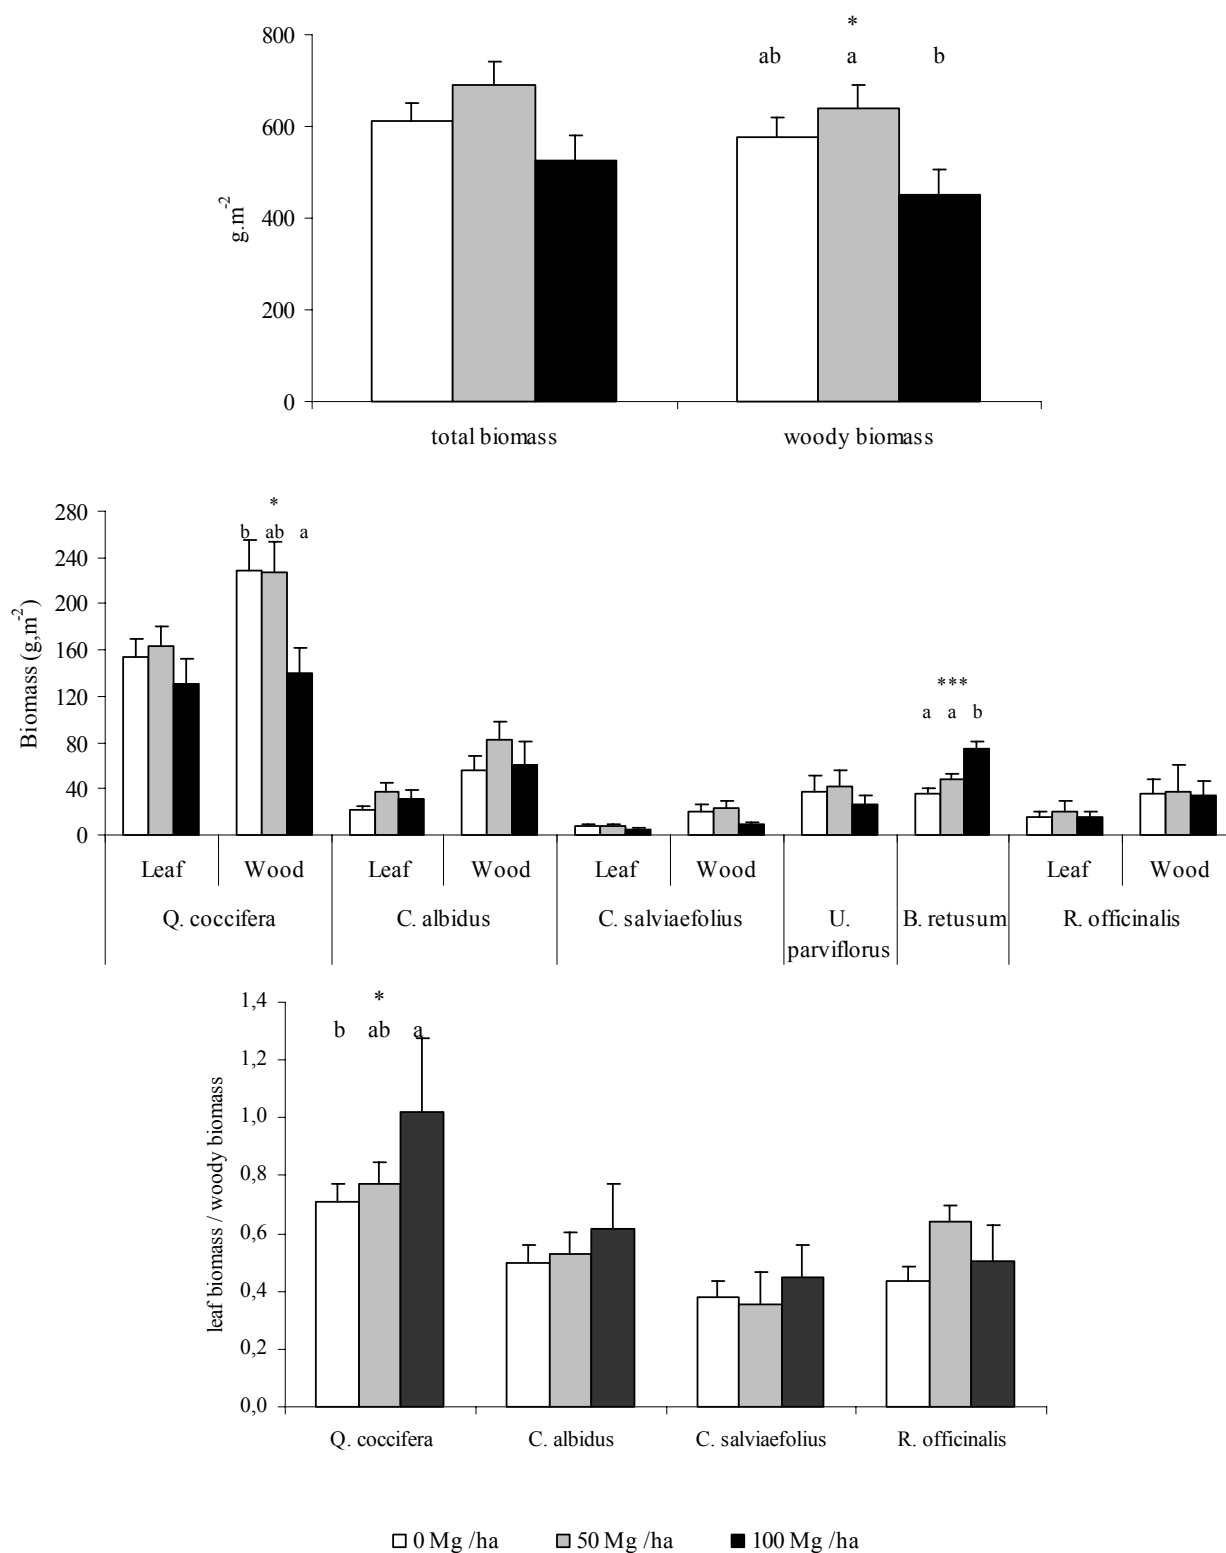 800
*
ab a b
600
400
200
0
g.m-2
total biomass woody biomass
280
*
b ab a
240
200
160
120
***
a a b
80
40
0
Biomass (g,m-2)
Leaf Wood Leaf Wood Leaf Wood Leaf Wood
Q. coccifera C. albidus C. salviaefolius U. B. retusum R. officinalis
parviflorus
1,4
*
b ab a
1,2
1,0
0,8
0,6
0,4
0,2
0,0
leaf biomass / woody biomass
Q. coccifera C. albidus C. salviaefolius R. officinalis
0 Mg /ha 50 Mg /ha 100 Mg /ha